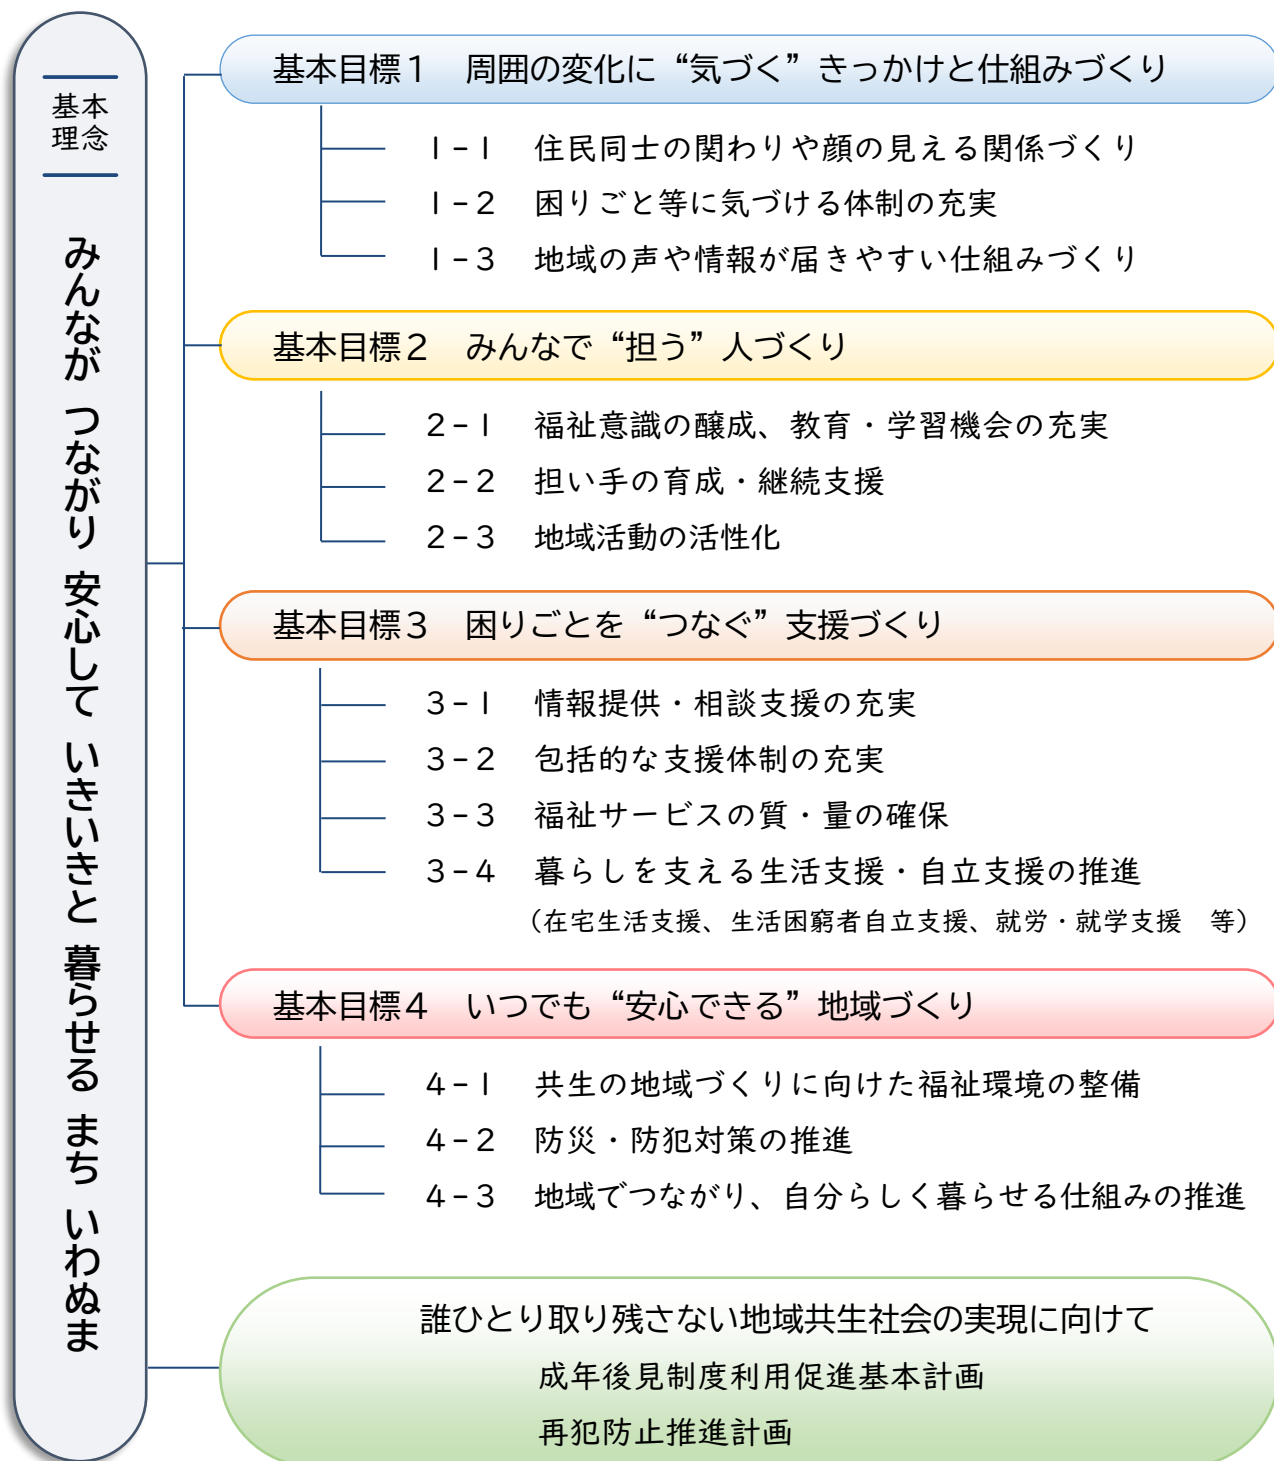 基本
理念
みんなが つながり 安心して いきいきと 暮らせる まち いわぬま
基本目標１　周囲の変化に“気づく”きっかけと仕組みづくり
１－１　住民同士の関わりや顔の見える関係づくり
１－２　困りごと等に気づける体制の充実
１－３　地域の声や情報が届きやすい仕組みづくり
基本目標２　みんなで“担う”人づくり
２－１　福祉意識の醸成、教育・学習機会の充実
２－２　担い手の育成・継続支援
２－３　地域活動の活性化
基本目標３　困りごとを“つなぐ”支援づくり
３－１　情報提供・相談支援の充実
３－２　包括的な支援体制の充実
３－３　福祉サービスの質・量の確保
３－４　暮らしを支える生活支援・自立支援の推進
（在宅生活支援、生活困窮者自立支援、就労・就学支援　等）
基本目標４　いつでも“安心できる”地域づくり
４－１　共生の地域づくりに向けた福祉環境の整備
４－２　防災・防犯対策の推進
４－３　地域でつながり、自分らしく暮らせる仕組みの推進
誰ひとり取り残さない地域共生社会の実現に向けて
成年後見制度利用促進基本計画
再犯防止推進計画